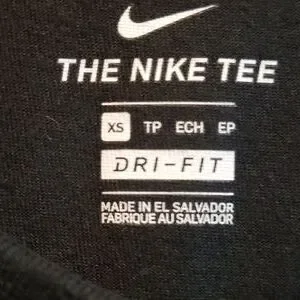 THE NIKE TEE
XS TP ECH EP
DRI-FIT
MADE IN EL SALVADOR
FABRIQUE AU SALVADOR